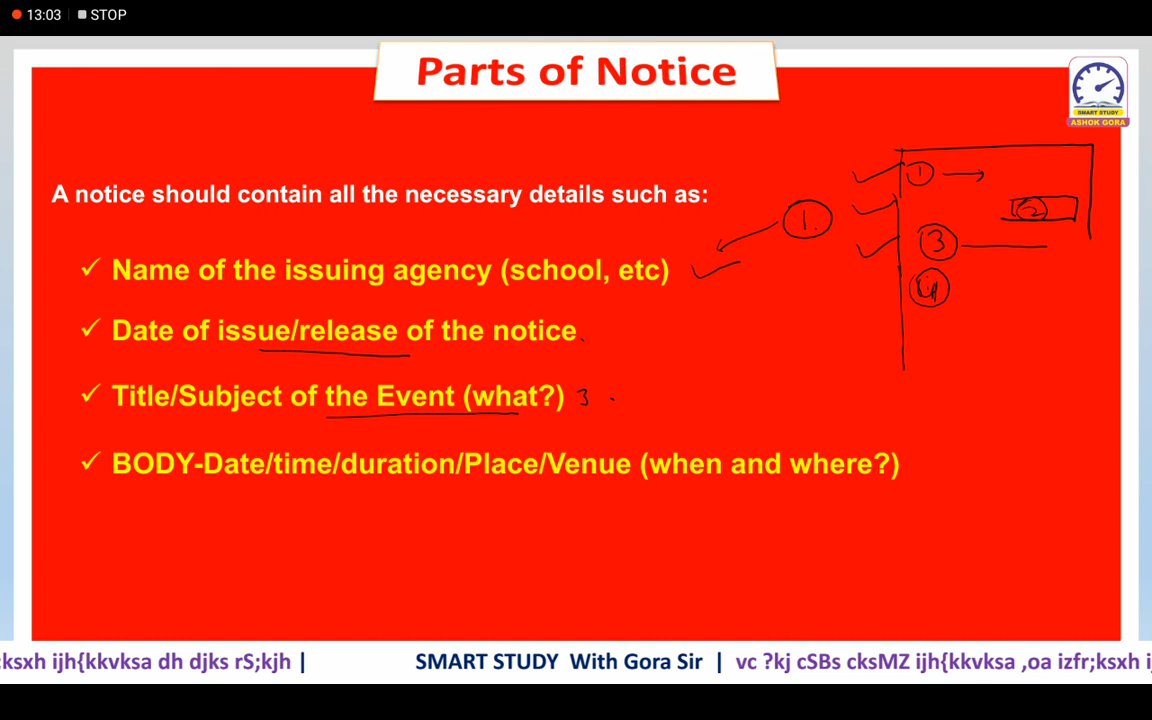 13:03 STOP
Parts of Notice
SMART STUDY
ASHOK GORA
A notice should contain all the necessary details such as:
1
2
3
1.
✓ Name of the issuing agency (school, etc)
✓ Date of issue/release of the notice
✓ Title/Subject of the Event (what?) 3
✓ BODY-Date/time/duration/Place/Venue (when and where?)
;ksxh ijh{kkvksa dh djks rS;kjh | SMART STUDY With Gora Sir | vc ?kj cSBs cksMZ ijh{kkvksa ,oa izfr;ksxh